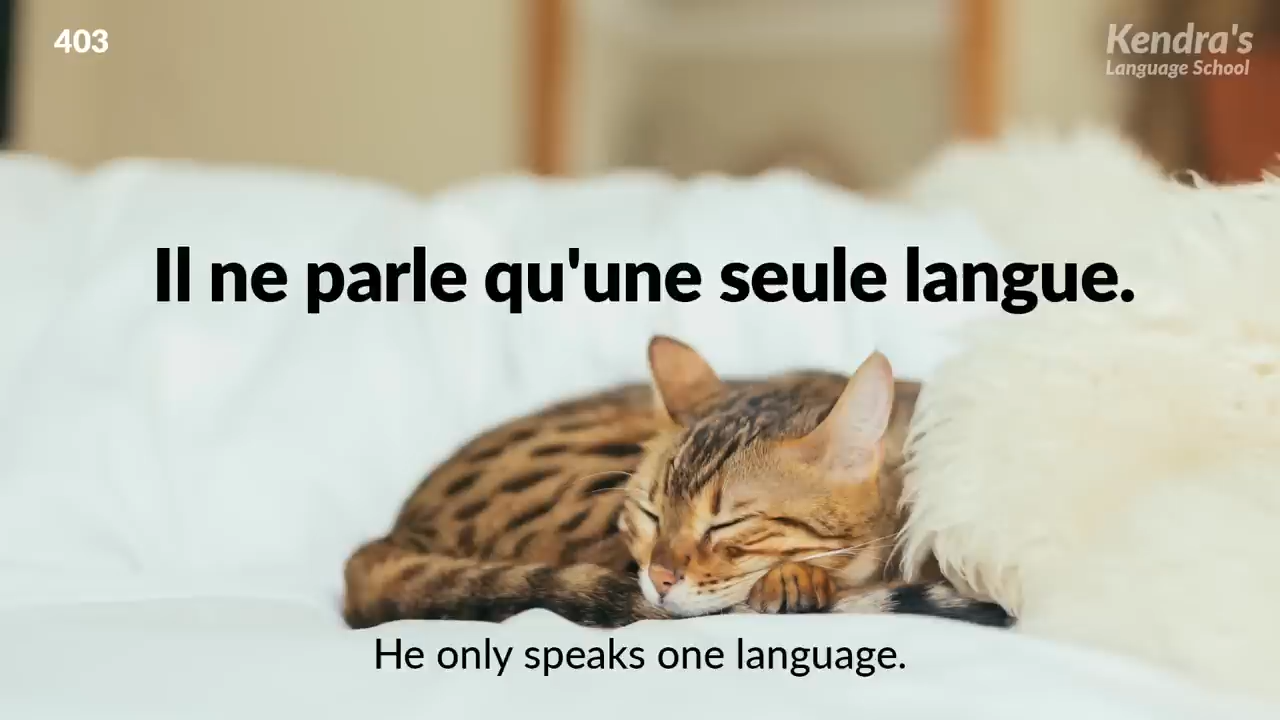 403
Kendra's
Language School
Il ne parle qu'une seule langue.
He only speaks one language.